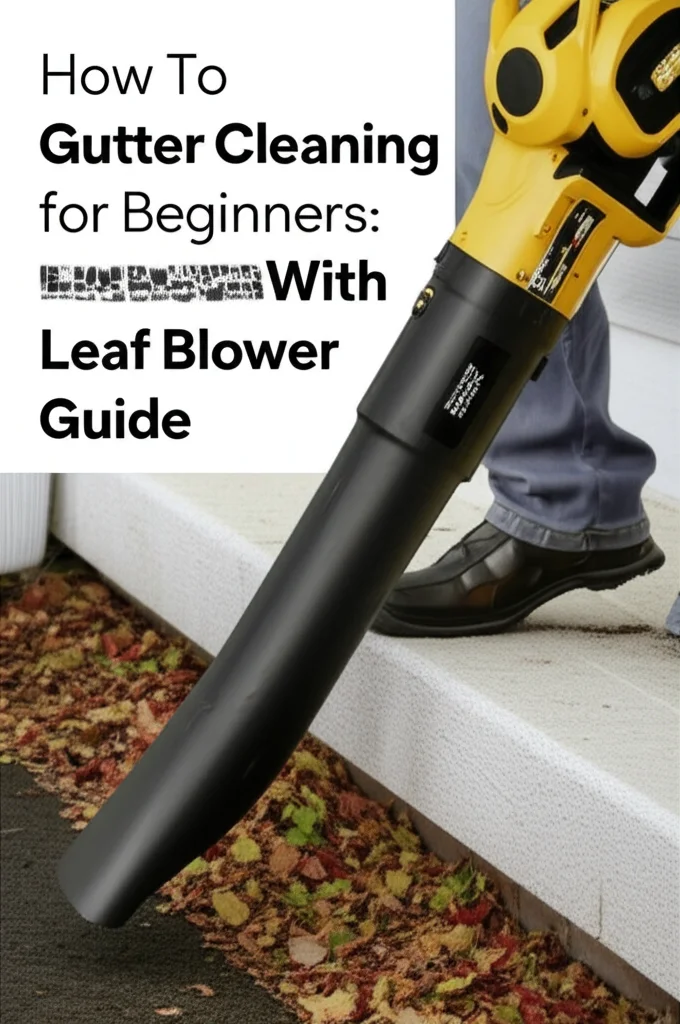 How To
Gutter Cleaning
for Beginners:
With
Leaf Blower
Guide